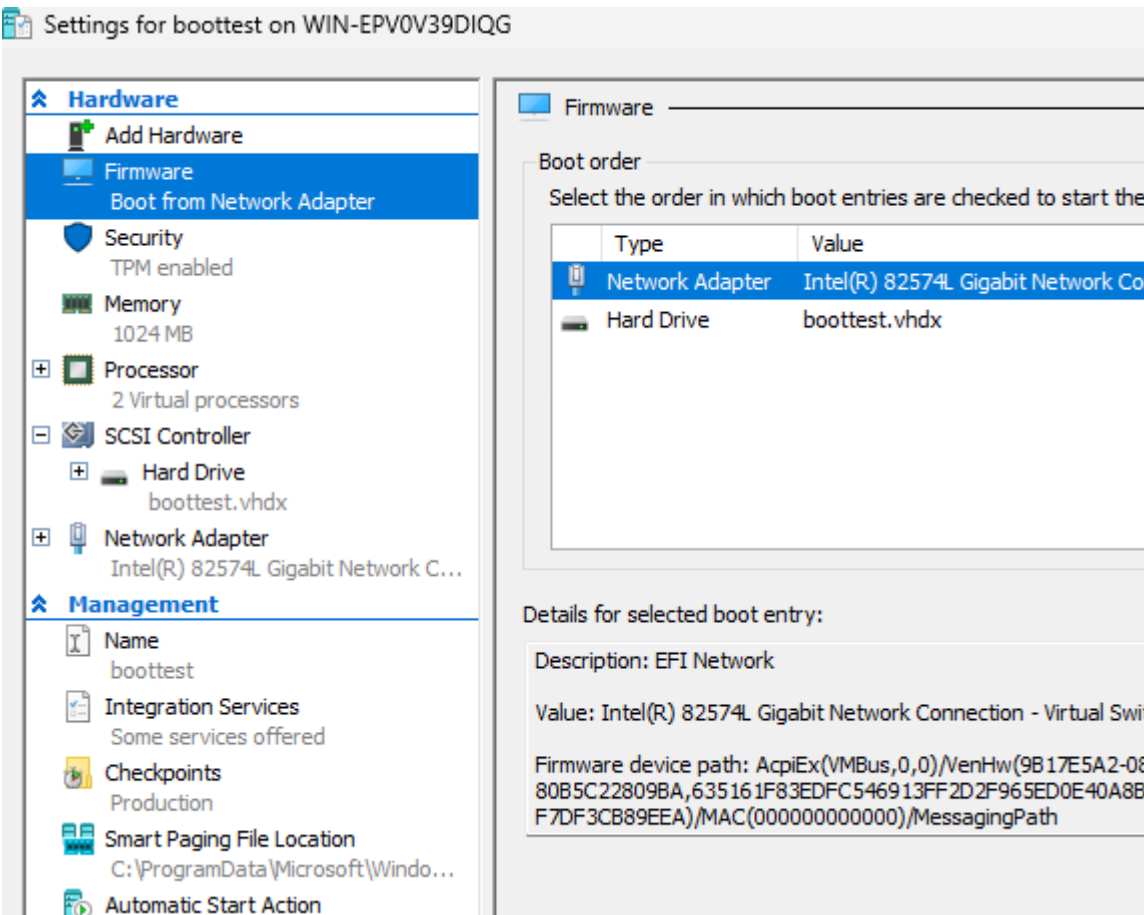 Settings for boottest on WIN-EPV0V39DIQG
Hardware
Add Hardware
Firmware
Boot from Network Adapter
Security
TPM enabled
Memory
1024 MB
Processor
2 Virtual processors
SCSI Controller
Hard Drive
boottest.vhdx
Network Adapter
Intel(R) 82574L Gigabit Network C...
Management
Name
boottest
Integration Services
Some services offered
Checkpoints
Production
Smart Paging File Location
C:\ProgramData\Microsoft\Windo...
Automatic Start Action
Firmware
Boot order
Select the order in which boot entries are checked to start the
Type Value
Network Adapter Intel(R) 82574L Gigabit Network Co
Hard Drive boottest.vhdx
Details for selected boot entry:
Description: EFI Network
Value: Intel(R) 82574L Gigabit Network Connection - Virtual Swi
Firmware device path: AcpiEx(VMBus,0,0)/VenHw(9B17E5A2-08
80B5C22809BA,635161F83EDFC546913FF2D2F965ED0E40A8B
F7DF3CB89EEA)/MAC(000000000000)/MessagingPath